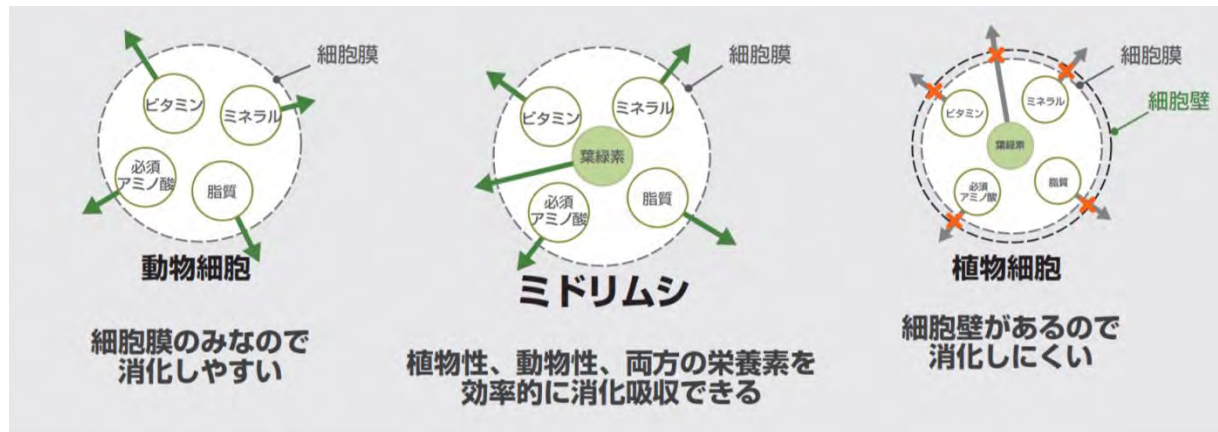 細胞膜
ビタミン
ミネラル
必須
アミノ酸
脂質
動物細胞
細胞膜のみなので
消化しやすい
細胞膜
ビタミン
ミネラル
葉緑素
必須
アミノ酸
脂質
ミドリムシ
植物性、動物性、両方の栄養素を
効率的に消化吸収できる
細胞膜
細胞壁
ビタミン
ミネラル
葉緑素
必須
アミノ酸
脂質
植物細胞
細胞壁があるので
消化しにくい